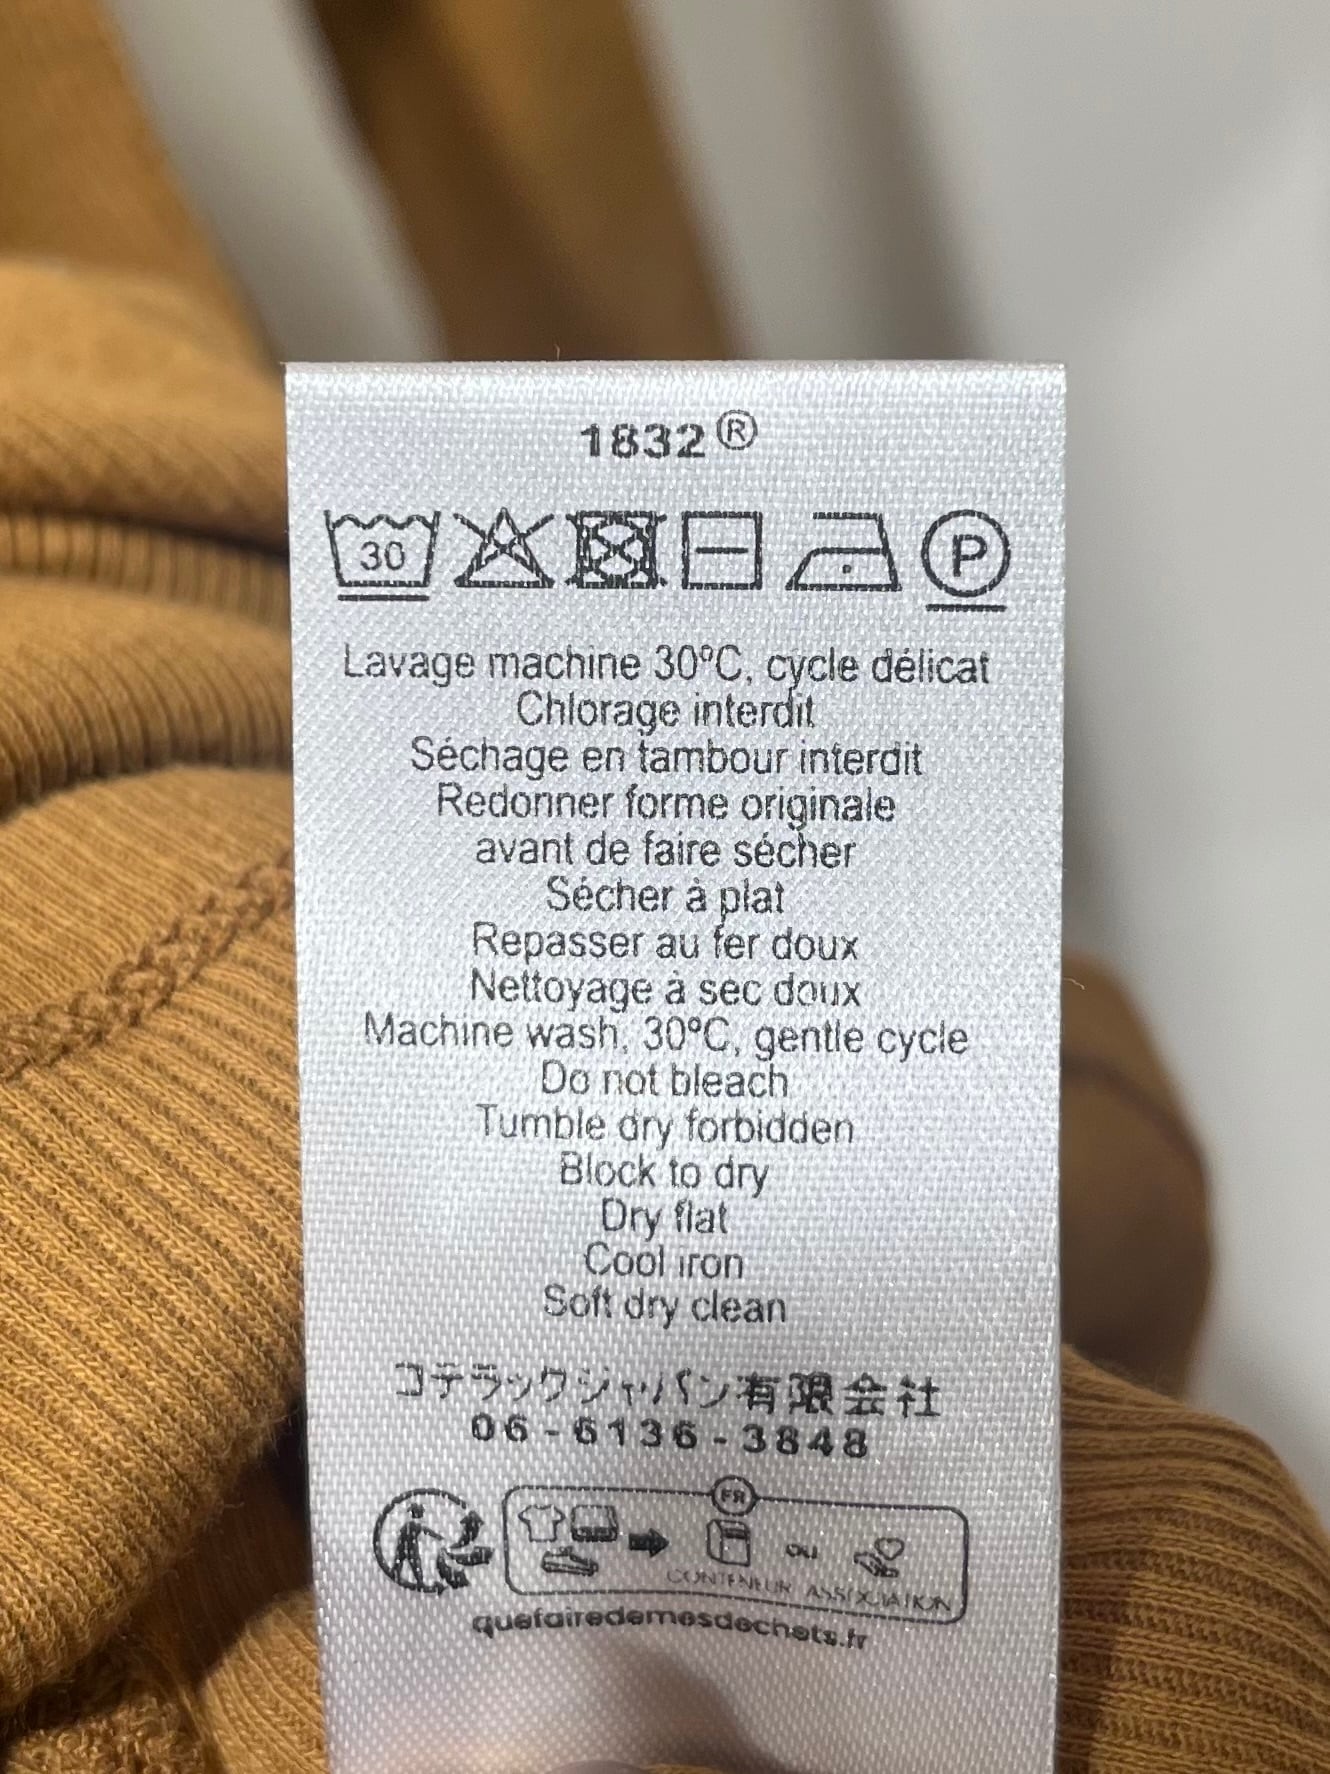 1832®
30
P
Lavage machine 30ºC, cycle délicat
Chlorage interdit
Séchage en tambour interdit
Redonner forme originale
avant de faire sécher
Sécher à plat
Repasser au fer doux
Nettoyage à sec doux
Machine wash, 30ºC, gentle cycle
Do not bleach
Tumble dry forbidden
Block to dry
Dry flat
Cool iron
Soft dry clean
コテラックジャパン有限会社
06-6136-3848
FR
OU
CONTENEUR ASSOCIATION
quefairedemesdechets.fr